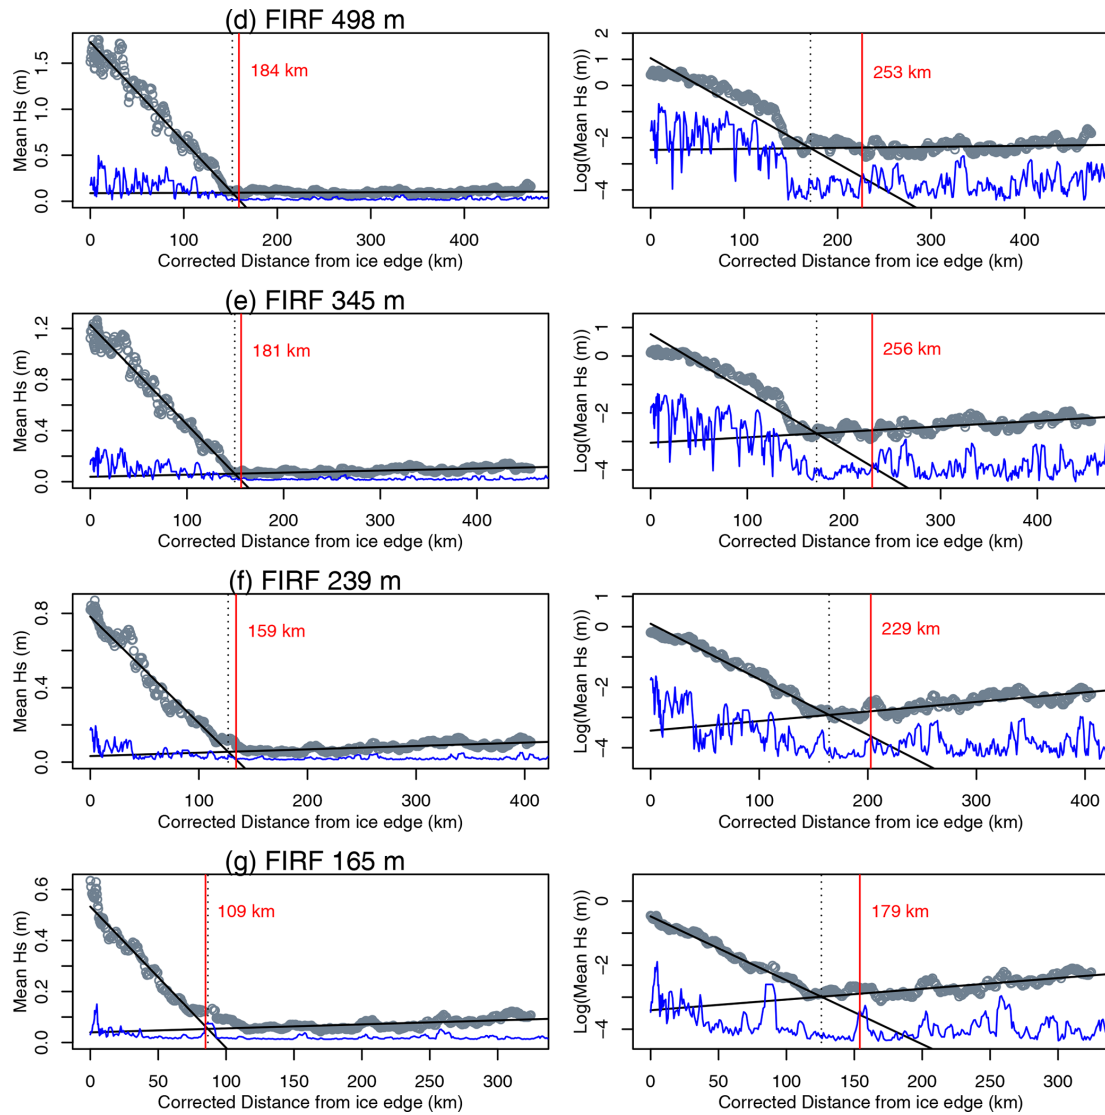 (d) FIRF 498 m
Mean Hs (m)
0.0 0.5 1.0 1.5
184 km
0 100 200 300 400
Corrected Distance from ice edge (km)
Log(Mean Hs (m))
−4 −2 0 2
253 km
0 100 200 300 400
Corrected Distance from ice edge (km)
(e) FIRF 345 m
Mean Hs (m)
0.0 0.4 0.8 1.2
181 km
0 100 200 300 400
Corrected Distance from ice edge (km)
Log(Mean Hs (m))
−4 −2 0 1
256 km
0 100 200 300 400
Corrected Distance from ice edge (km)
(f) FIRF 239 m
Mean Hs (m)
0.0 0.4 0.8
159 km
0 100 200 300 400
Corrected Distance from ice edge (km)
Log(Mean Hs (m))
−4 −2 0 1
229 km
0 100 200 300 400
Corrected Distance from ice edge (km)
(g) FIRF 165 m
Mean Hs (m)
0.0 0.2 0.4 0.6
109 km
0 50 100 150 200 250 300
Corrected Distance from ice edge (km)
Log(Mean Hs (m))
−4 −2 0
179 km
0 50 100 150 200 250 300
Corrected Distance from ice edge (km)